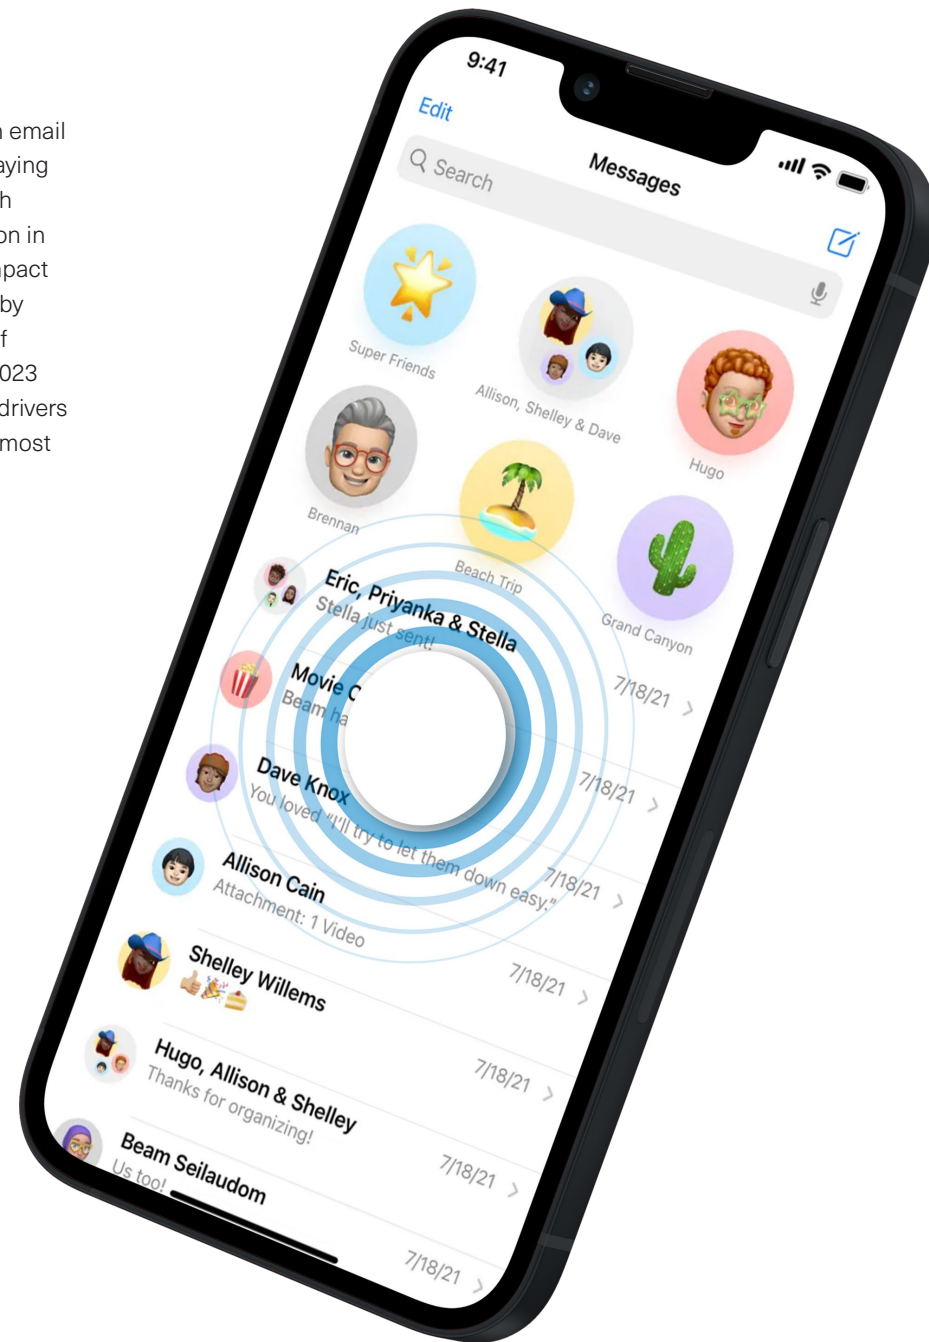 email
aying
h
on in
npact
by
f
023
drivers
most
9:41
Edit
Messages
Search
Super Friends
Allison, Shelley & Dave
Hugo
Brennan
Beach Trip
Grand Canyon
Eric, Priyanka & Stella
7/18/21
Stella just sent!
Movie C
7/18/21
Beam ha
Dave Knox
7/18/21
You loved “I'll try to let them down easy.”
Allison Cain
7/18/21
Attachment: 1 Video
Shelley Willems
7/18/21
👍🏼🎉🍰
Hugo, Allison & Shelley
7/18/21
Thanks for organizing!
Beam Seilaudom
7/18/21
Us too!